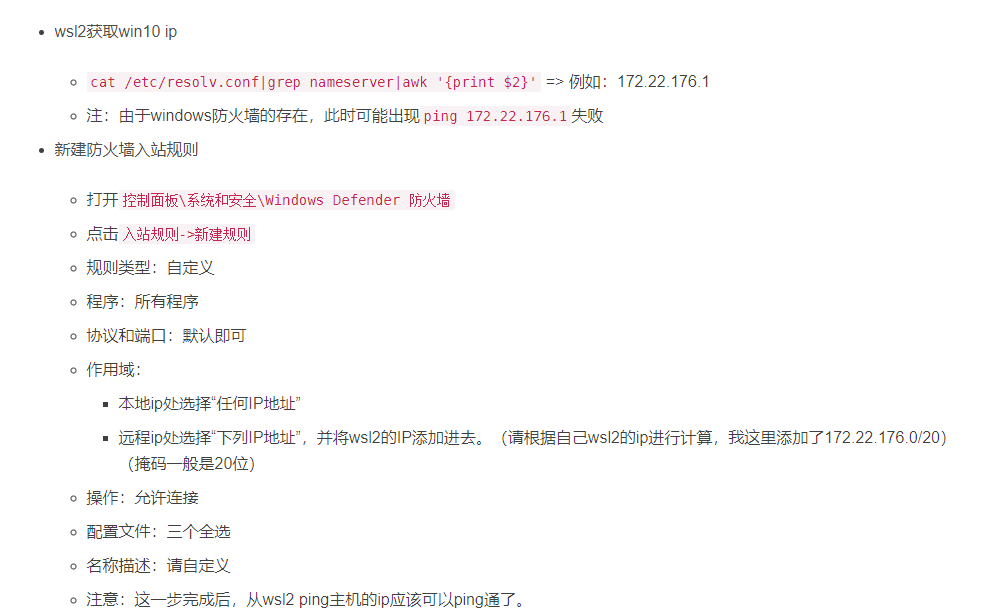 wsl2获取win10 ip
cat /etc/resolv.conf|grep nameserver|awk '{print $2}' => 例如：172.22.176.1
注：由于windows防火墙的存在，此时可能出现 ping 172.22.176.1 失败
新建防火墙入站规则
打开 控制面板\系统和安全\Windows Defender 防火墙
点击 入站规则->新建规则
规则类型：自定义
程序：所有程序
协议和端口：默认即可
作用域：
本地ip处选择“任何IP地址”
远程ip处选择“下列IP地址”，并将wsl2的IP添加进去。（请根据自己wsl2的ip进行计算，我这里添加了172.22.176.0/20）
（掩码一般是20位）
操作：允许连接
配置文件：三个全选
名称描述：请自定义
注意：这一步完成后，从wsl2 ping主机的ip应该可以ping通了。